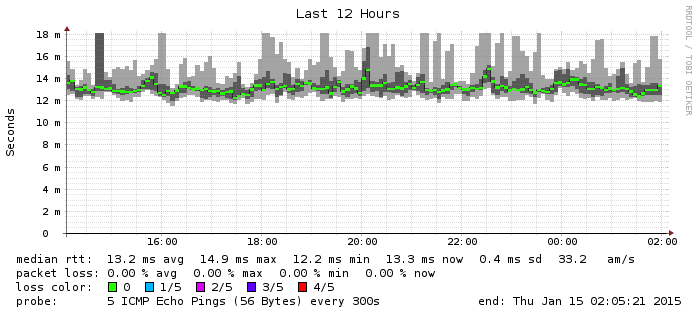 Last 12 Hours
RRDTOOL / TOBI OETIKER
Seconds
18 m
16 m
14 m
12 m
10 m
8 m
6 m
4 m
2 m
0
16:00 18:00 20:00 22:00 00:00 02:00
median rtt: 13.2 ms avg 14.9 ms max 12.2 ms min 13.3 ms now 0.4 ms sd 33.2 am/s
packet loss: 0.00 % avg 0.00 % max 0.00 % min 0.00 % now
loss color: 0 1/5 2/5 3/5 4/5
probe: 5 ICMP Echo Pings (56 Bytes) every 300s end: Thu Jan 15 02:05:21 2015